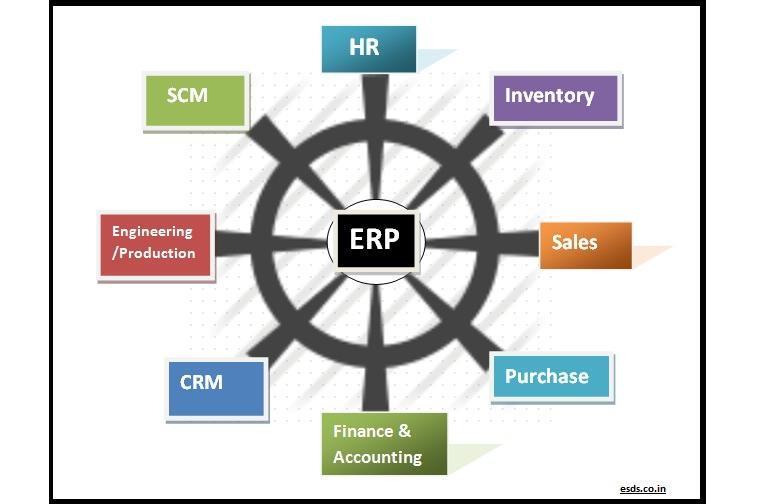 HR
SCM
Inventory
Engineering
/Production
ERP
Sales
CRM
Purchase
Finance &
Accounting
esds.co.in